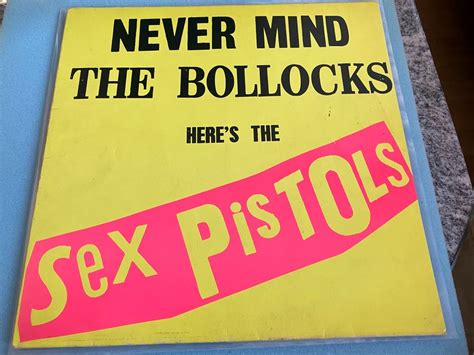 NEVER MIND
THE BOLLOCKS
HERE'S THE
Sex PisTOLs